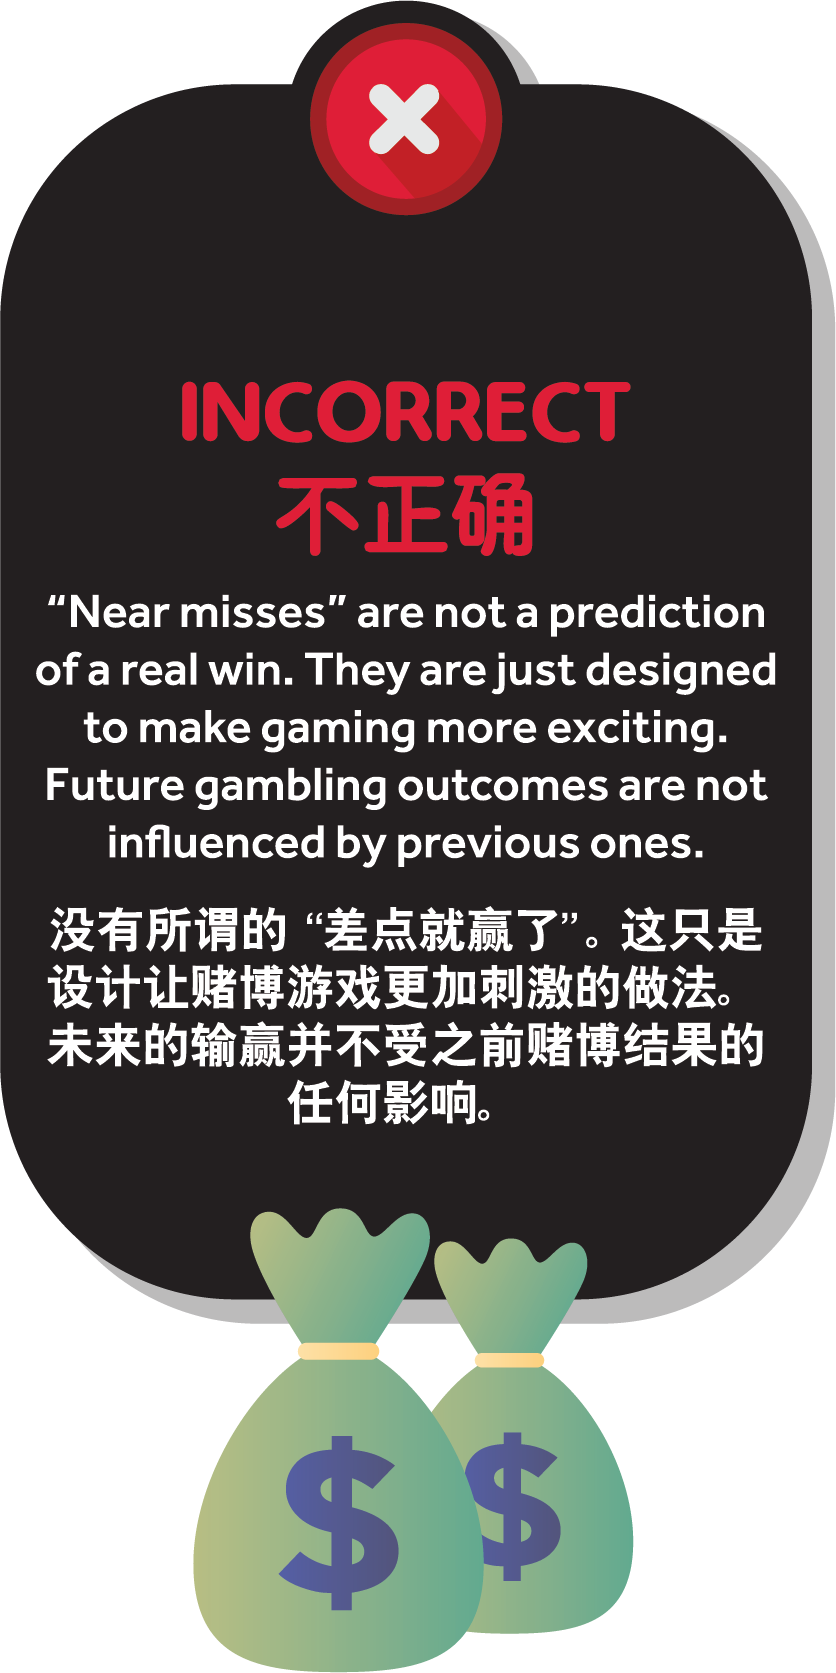 INCORRECT
不正确
“Near misses” are not a prediction
of a real win. They are just designed
to make gaming more exciting.
Future gambling outcomes are not
influenced by previous ones.
没有所谓的 “差点就赢了”。这只是
设计让赌博游戏更加刺激的做法。
未来的输赢并不受之前赌博结果的
任何影响。
$ $